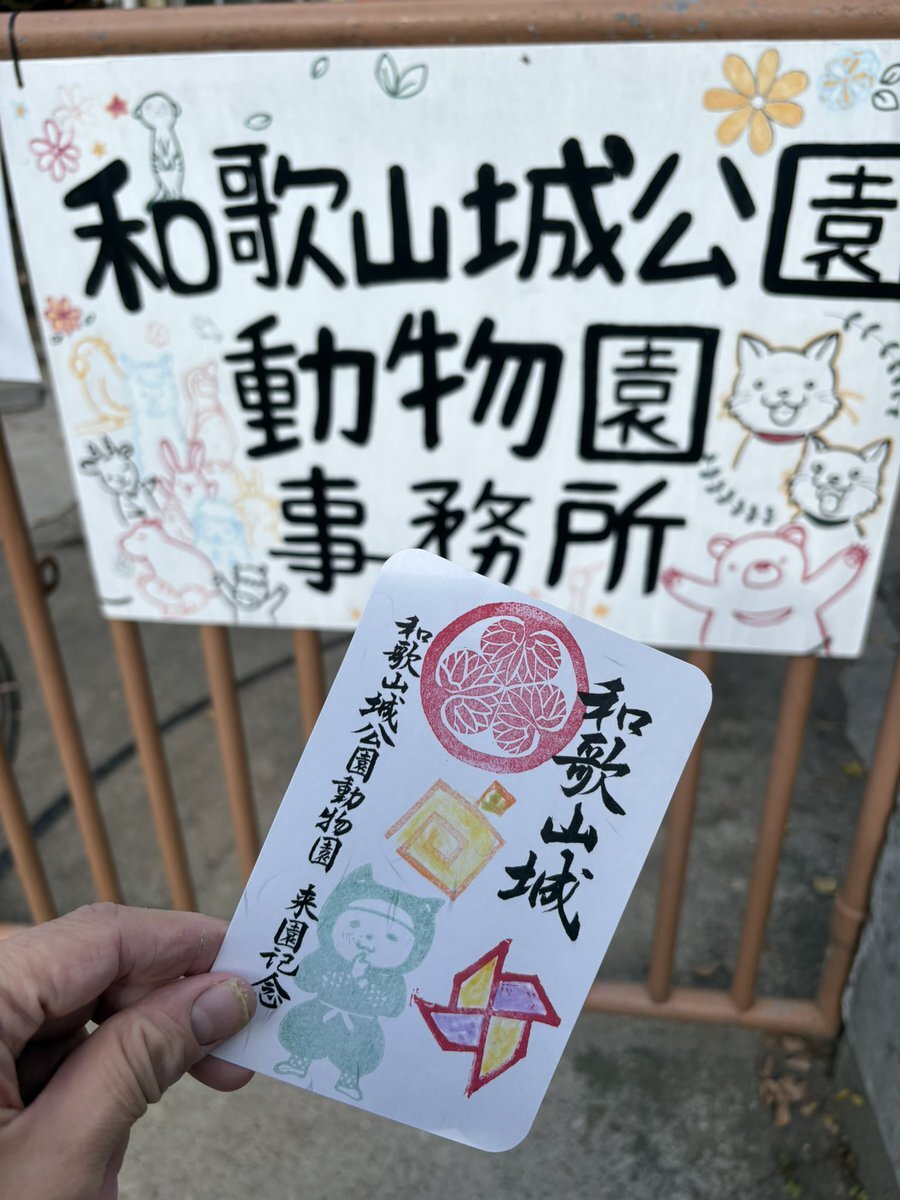 和歌山城公園
動物園
事務所
和歌山城
和歌山城公園動物園 来園記念